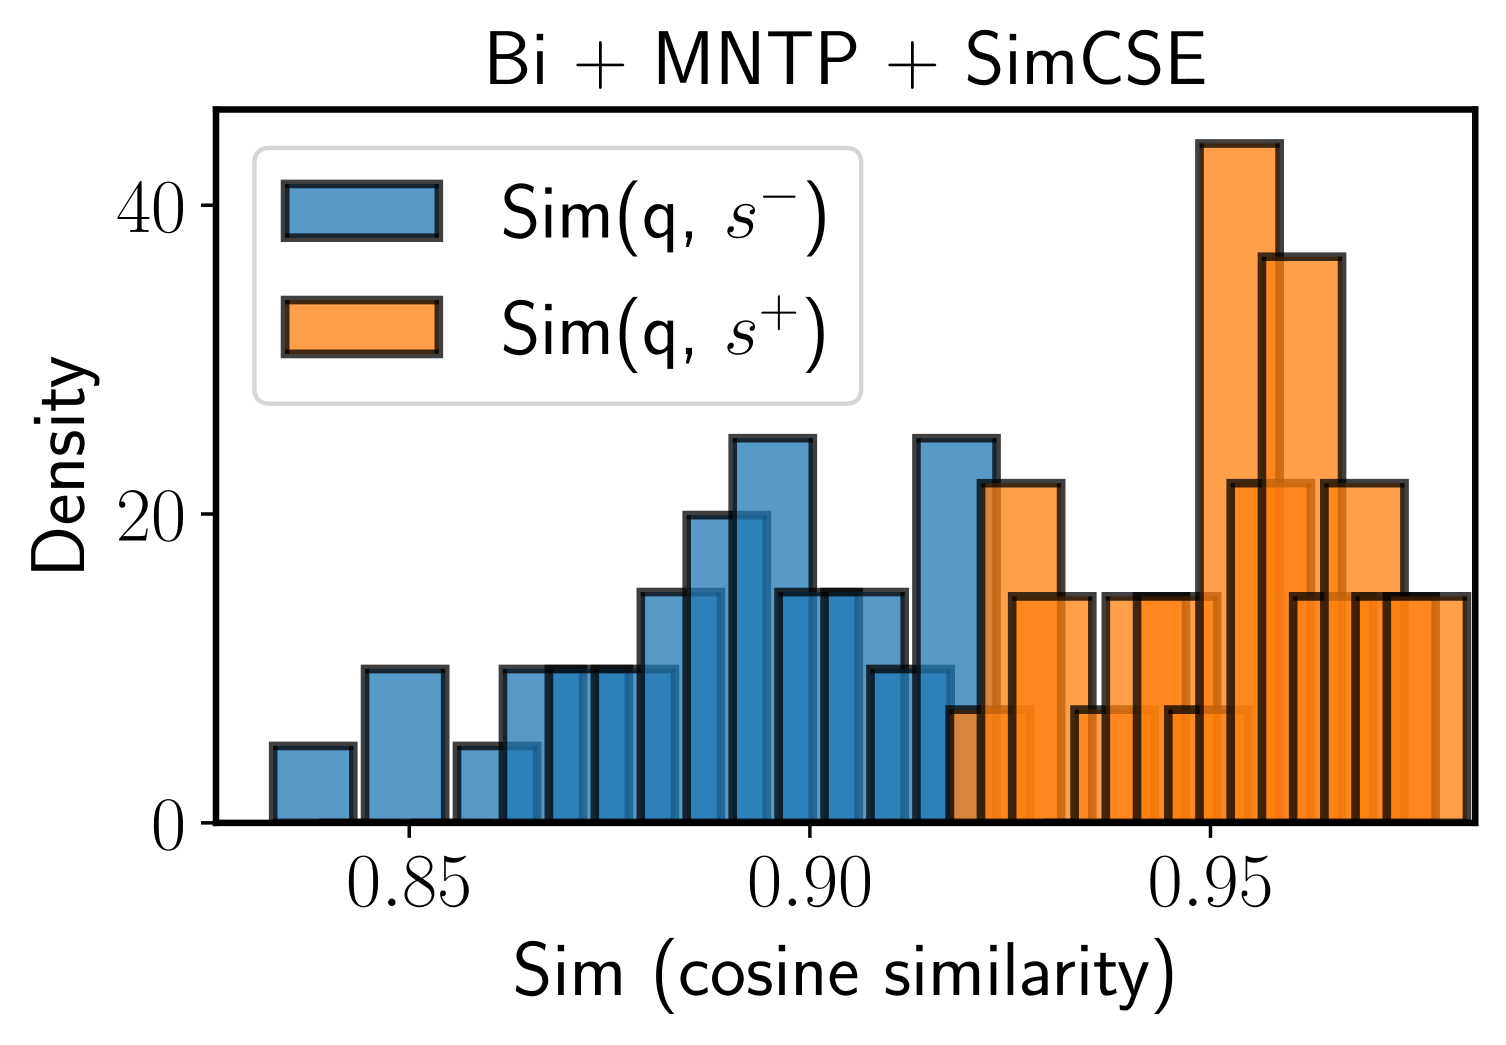 Bi + MNTP + SimCSE
Sim(q, s⁻)
Sim(q, s⁺)
Density
40
20
0
0.85 0.90 0.95
Sim (cosine similarity)